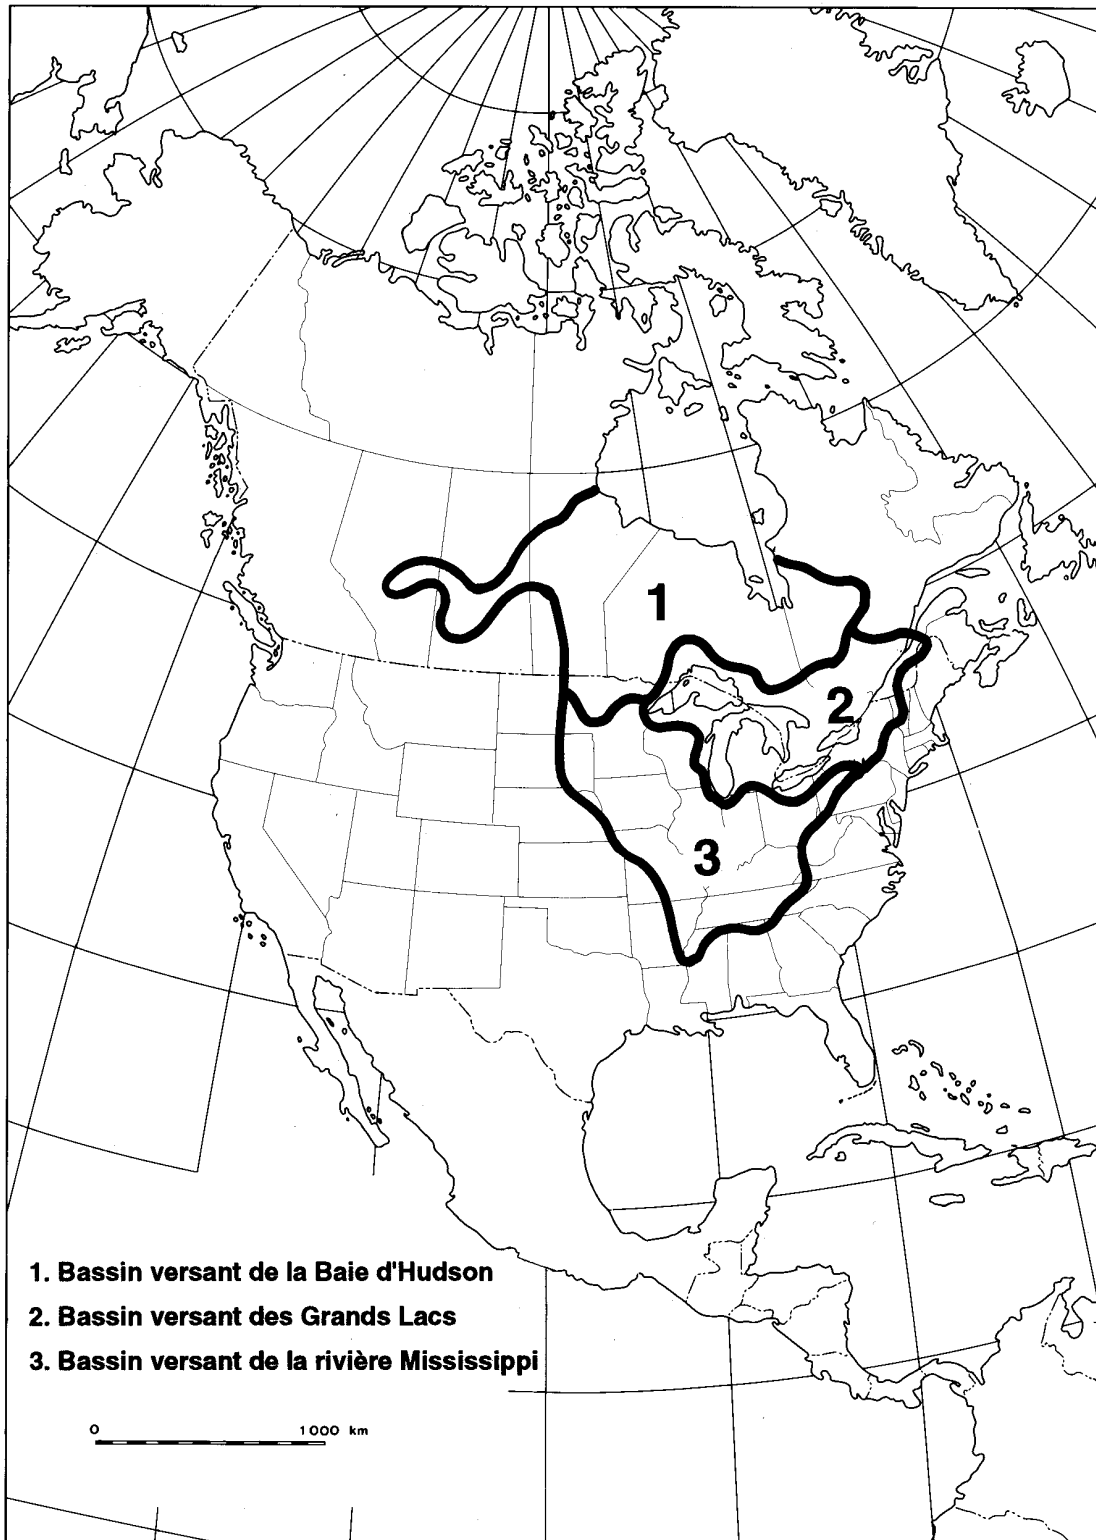 1
2
3
1. Bassin versant de la Baie d'Hudson
2. Bassin versant des Grands Lacs
3. Bassin versant de la rivière Mississippi
0 1000 km